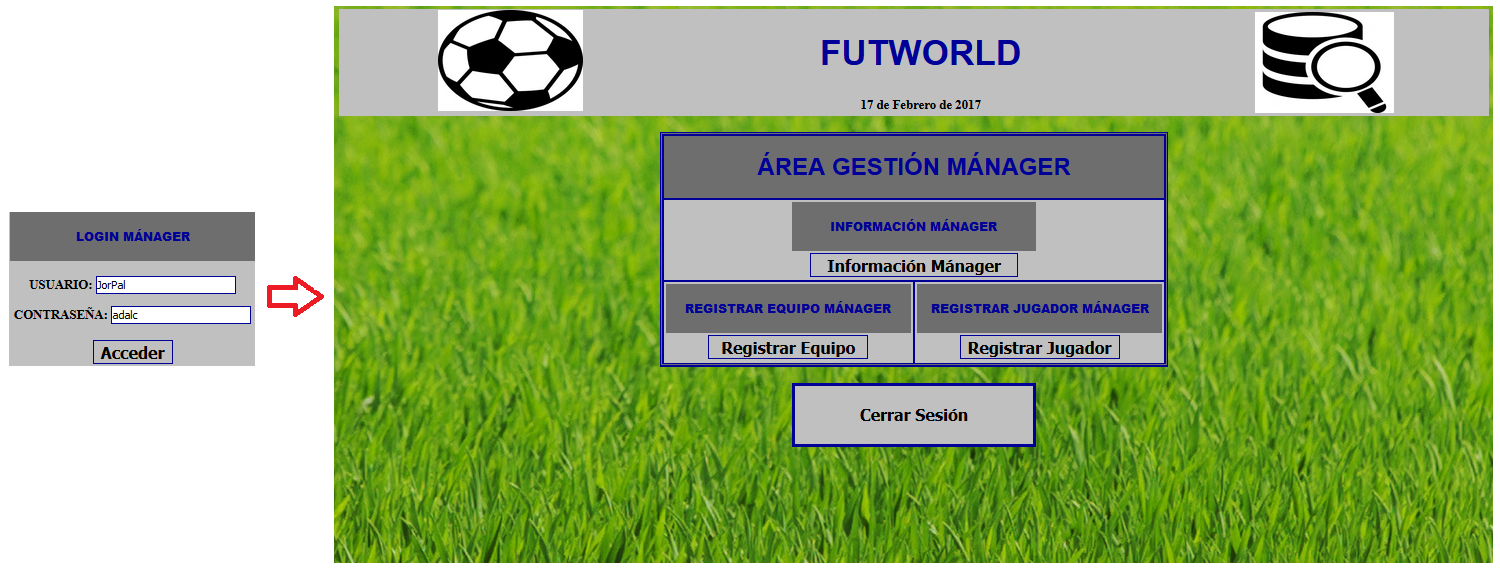 LOGIN MÁNAGER
USUARIO: JorPal
CONTRASEÑA: adalc
Acceder
FUTWORLD
17 de Febrero de 2017
ÁREA GESTIÓN MÁNAGER
INFORMACIÓN MÁNAGER
Información Mánager
REGISTRAR EQUIPO MÁNAGER
Registrar Equipo
REGISTRAR JUGADOR MÁNAGER
Registrar Jugador
Cerrar Sesión